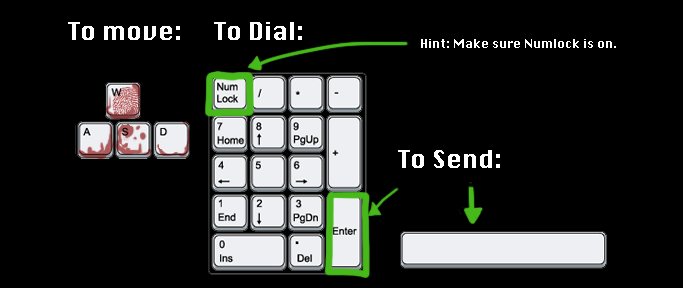 To move:
To Dial:
Hint: Make sure Numlock is on.
W
A S D
Num Lock / • -
7 Home 8 ↑ 9 PgUp +
4 ← 5 6 →
1 End 2 ↓ 3 PgDn Enter
0 Ins • Del
To Send: